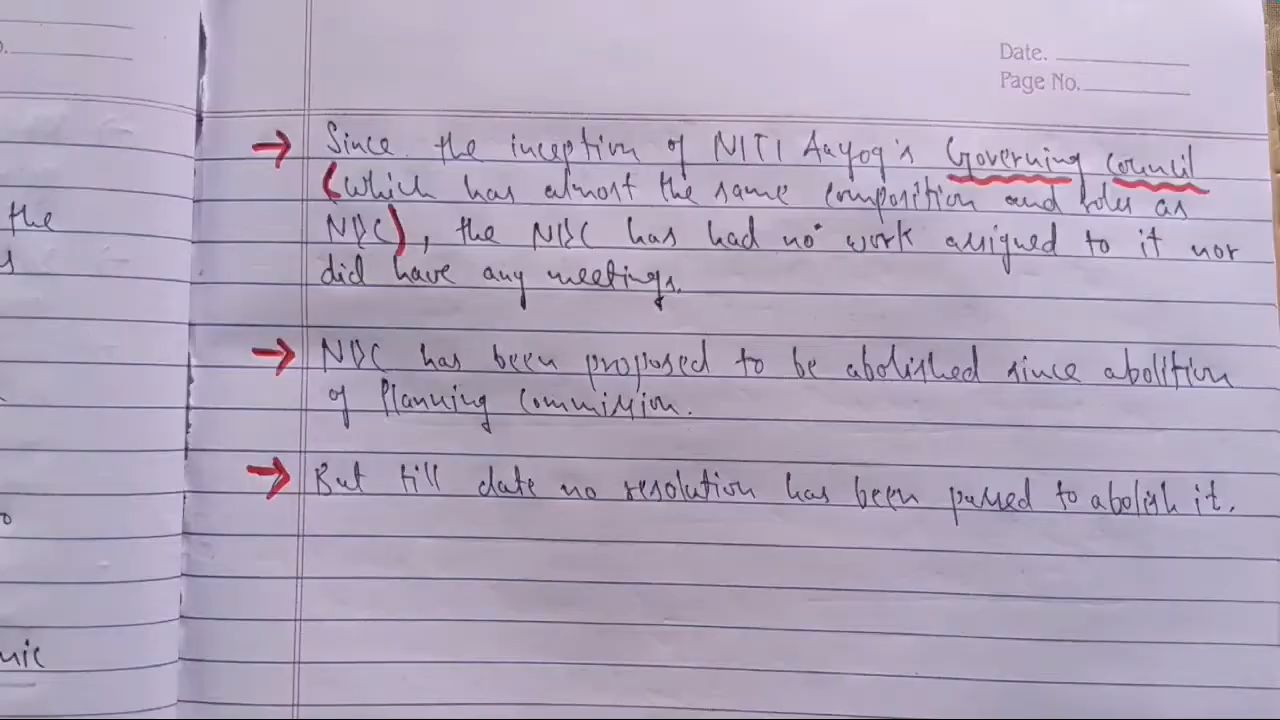 Date.
Page No.
→ Since the inception of NITI Aayog's Governing Council
(which has almost the same composition and roles as
NDC), the NDC has had no work assigned to it nor
did have any meetings.
→ NDC has been proposed to be abolished since abolition
of Planning Commission.
→ But till date no resolution has been passed to abolish it.
the